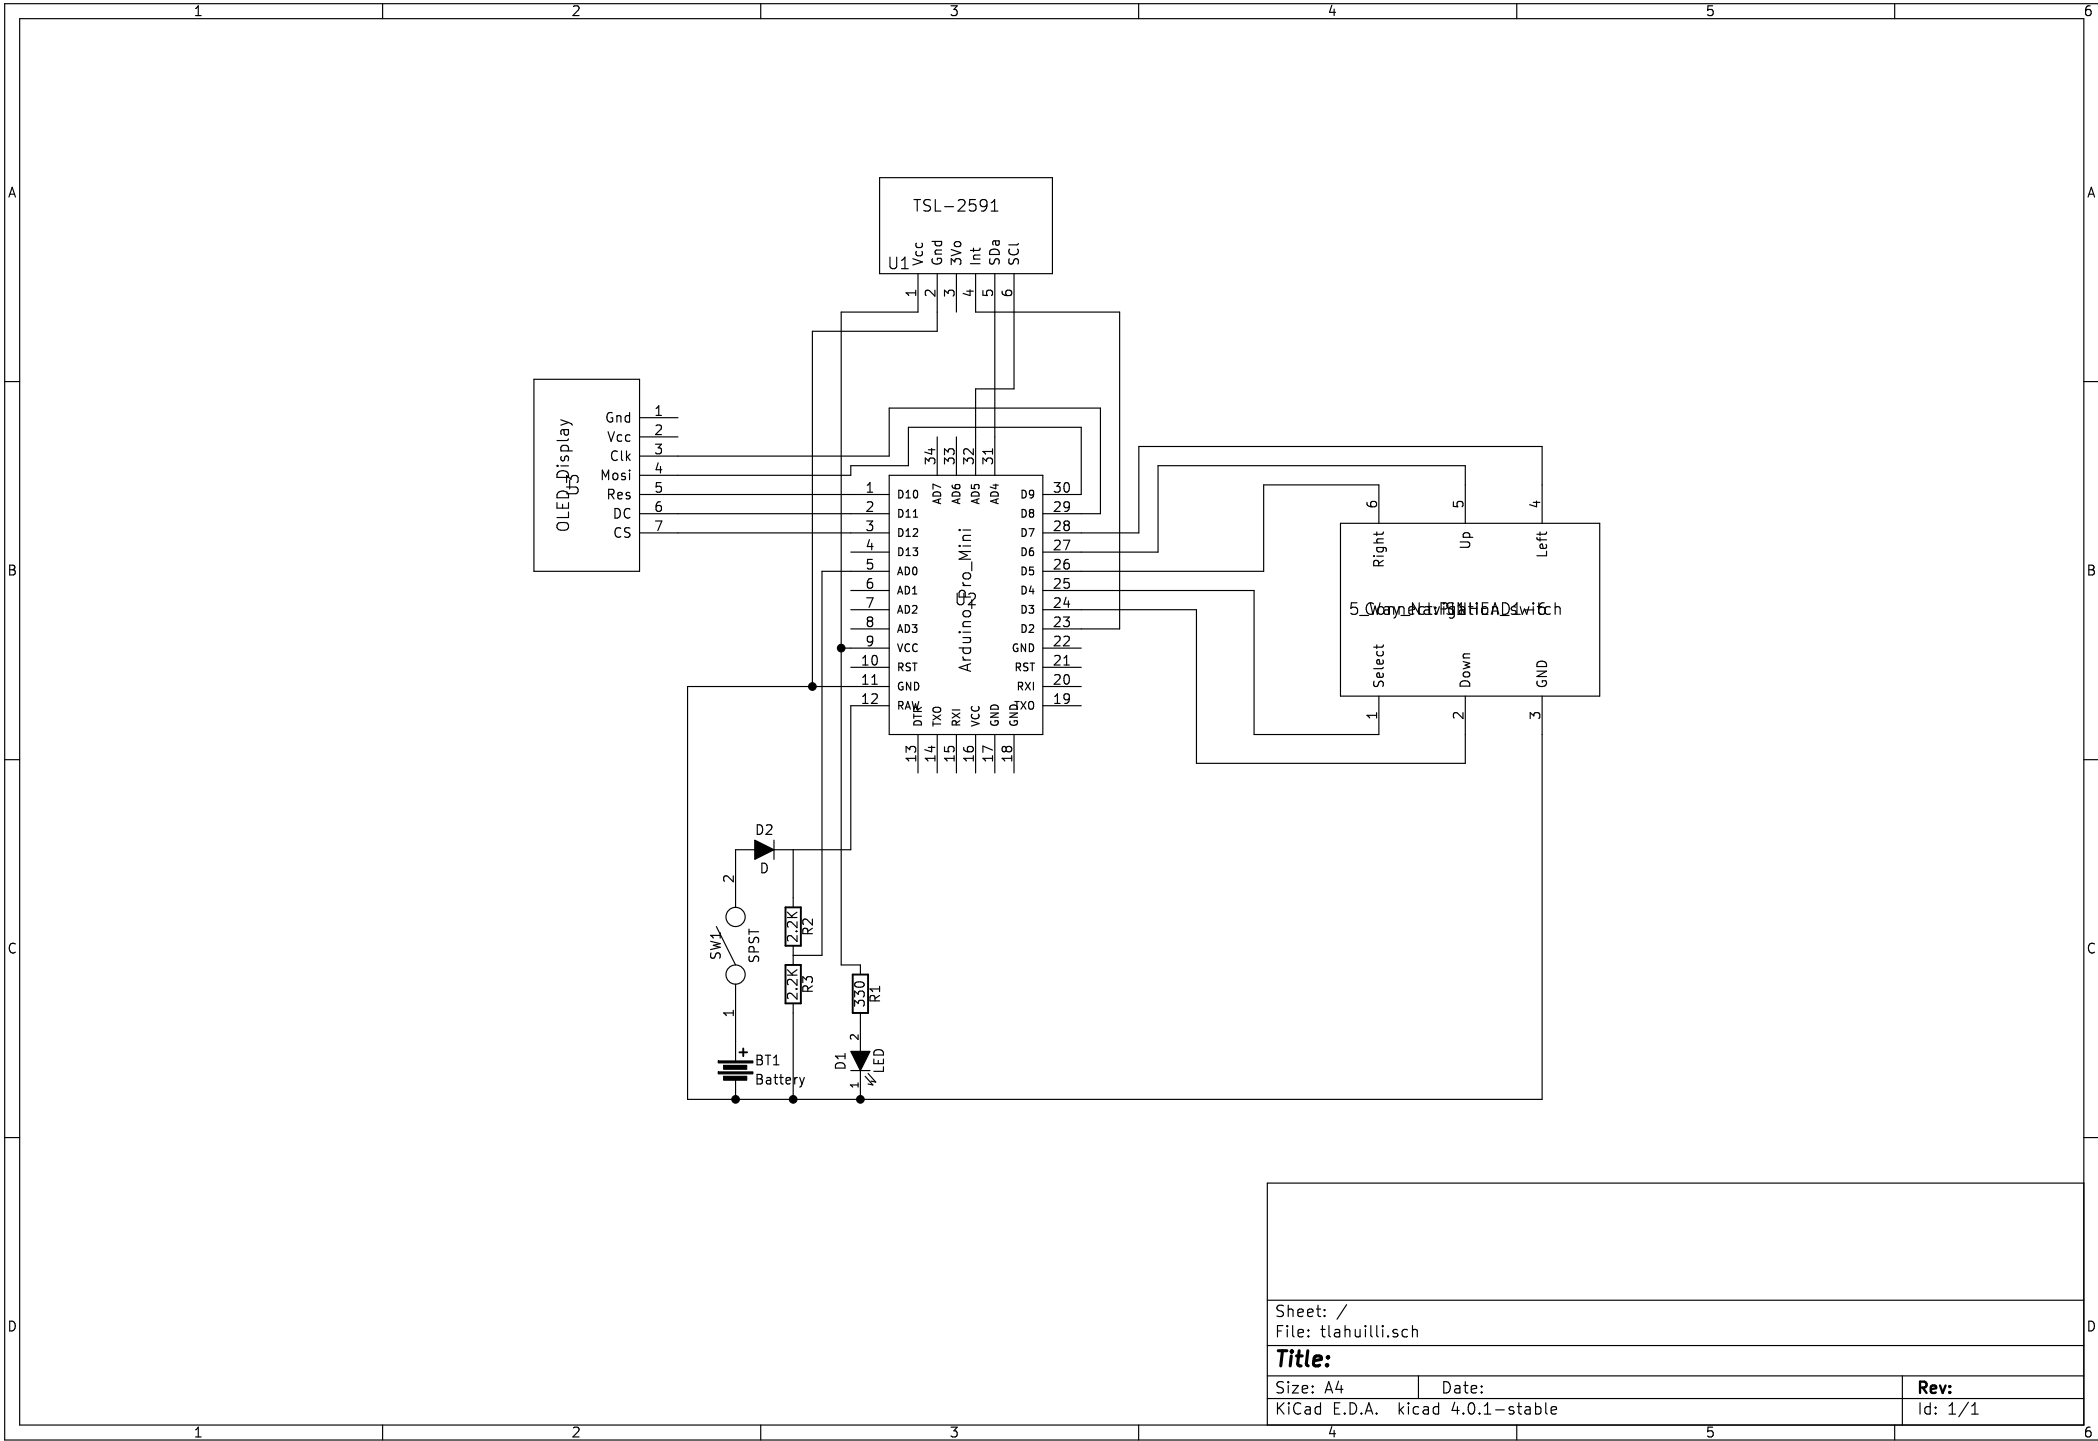 1 2 3 4 5 6
A A
TSL-2591
U1
Vcc Gnd 3Vo Int SDa SCl
1 2 3 4 5 6
OLED_Display
U3
Gnd 1
Vcc 2
Clk 3
Mosi 4
Res 5
DC 6
CS 7
34 33 32 31
AD7 AD6 AD5 AD4
1 D10
2 D11
3 D12
4 D13
5 AD0
6 AD1
7 AD2
8 AD3
9 VCC
10 RST
11 GND
12 RAW
Arduino_Pro_Mini
U2
D9 30
D8 29
D7 28
D6 27
D5 26
D4 25
D3 24
D2 23
GND 22
RST 21
RXI 20
TXO 19
DTR TXO RXI VCC GND GND
13 14 15 16 17 18
6 5 4
Right Up Left
5_Way_Navigation_switch
Select Down GND
1 2 3
B B
D2
D
2
SW1
SPST
1
2.2K R2
2.2K R3
330 R1
2
D1
LED
1
+
BT1
Battery
C C
D D
Sheet: /
File: tlahuilli.sch
Title:
Size: A4 Date: Rev:
KiCad E.D.A. kicad 4.0.1-stable Id: 1/1
1 2 3 4 5 6